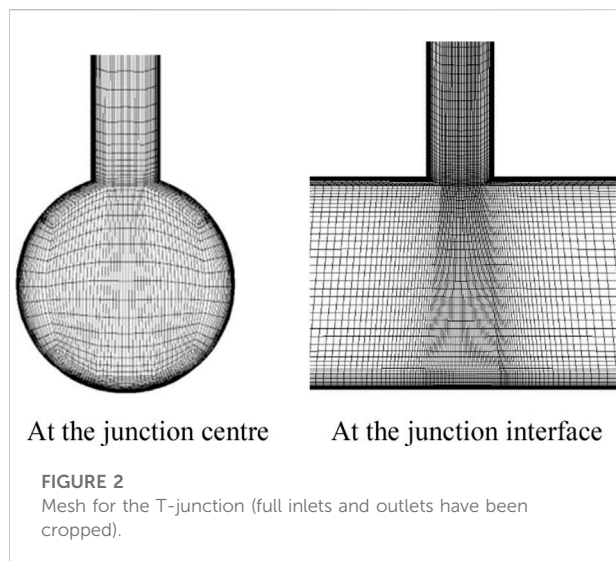 At the junction centre
At the junction interface
FIGURE 2
Mesh for the T-junction (full inlets and outlets have been
cropped).